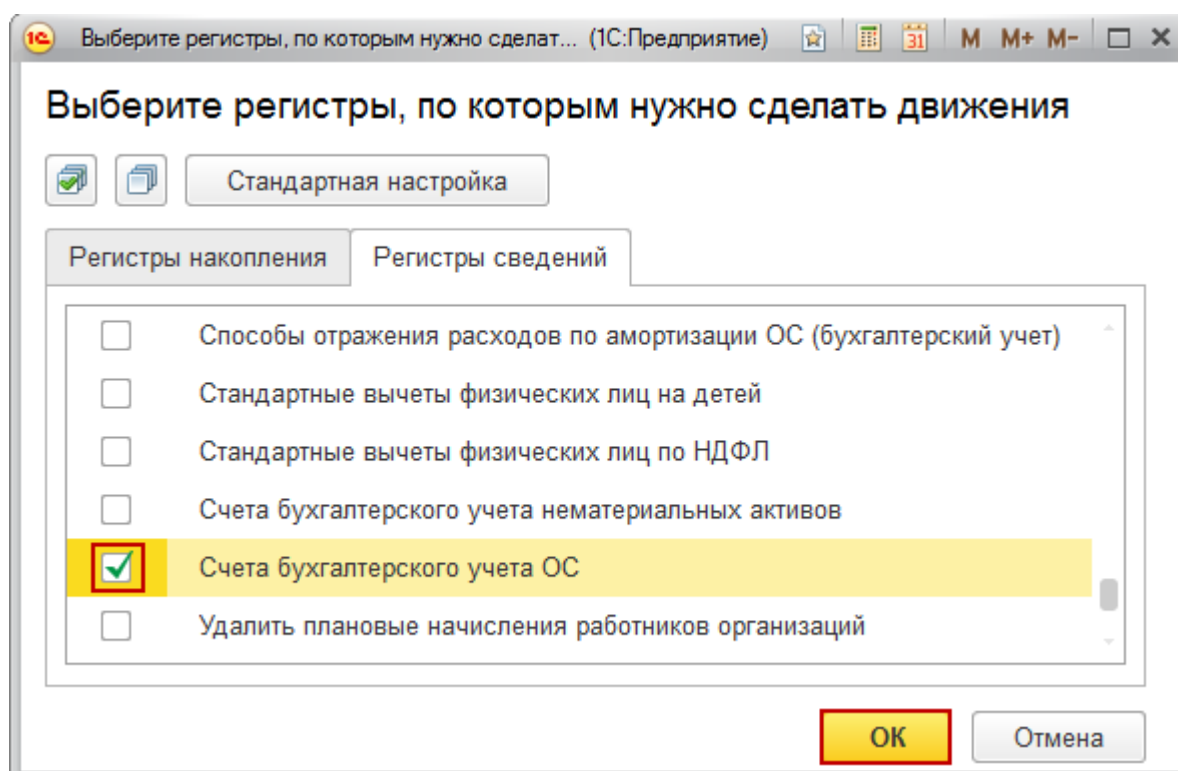 1С Выберите регистры, по которым нужно сделат... (1С:Предприятие) 31 M M+ M-
Выберите регистры, по которым нужно сделать движения
Стандартная настройка
Регистры накопления Регистры сведений
Способы отражения расходов по амортизации ОС (бухгалтерский учет)
Стандартные вычеты физических лиц на детей
Стандартные вычеты физических лиц по НДФЛ
Счета бухгалтерского учета нематериальных активов
Счета бухгалтерского учета ОС
Удалить плановые начисления работников организаций
ОК Отмена